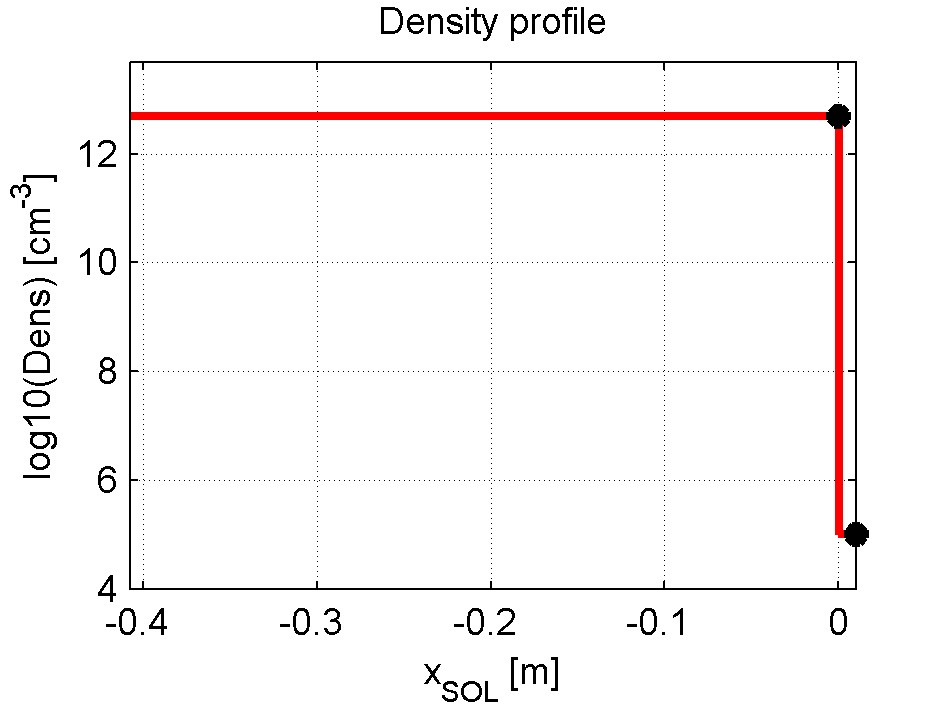 Density profile
log10(Dens) [cm-3]
12
10
8
6
4
-0.4 -0.3 -0.2 -0.1 0
xSOL [m]